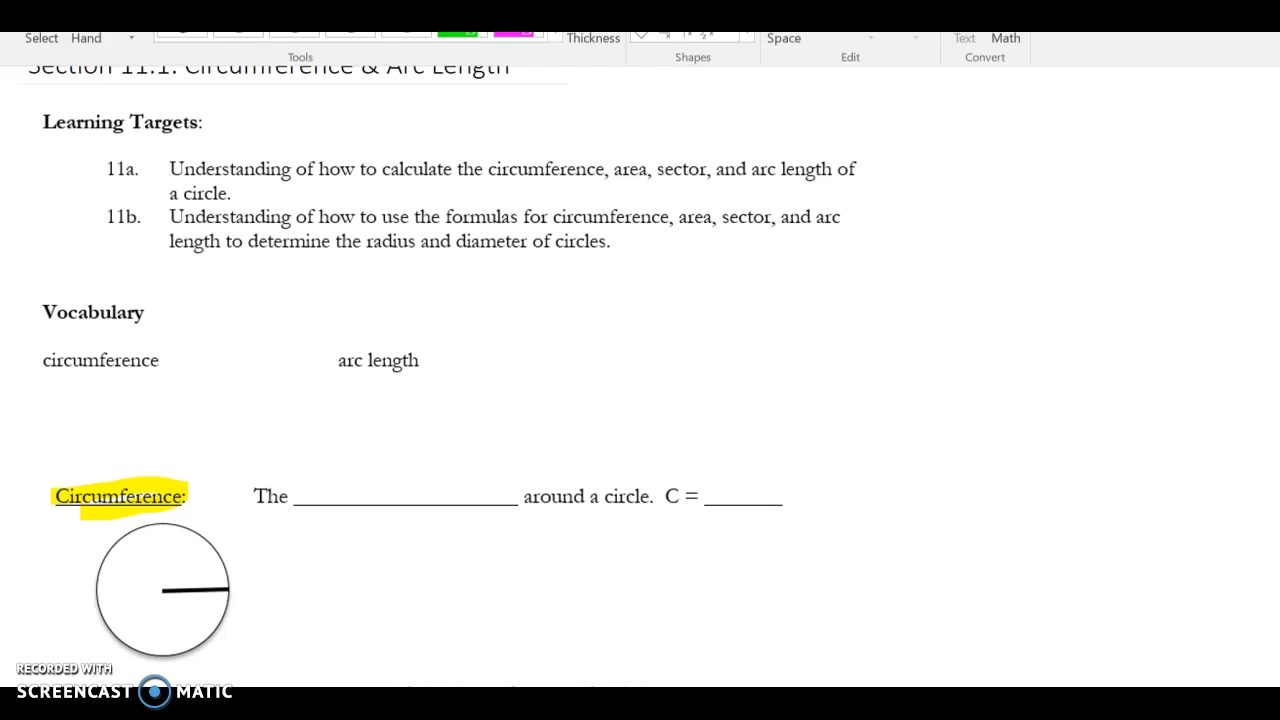 Select Hand Thickness Space Text Math
Tools Shapes Edit Convert
Section 11.1: Circumference & Arc Length
Learning Targets:
11a. Understanding of how to calculate the circumference, area, sector, and arc length of
a circle.
11b. Understanding of how to use the formulas for circumference, area, sector, and arc
length to determine the radius and diameter of circles.
Vocabulary
circumference arc length
Circumference: The ____________________ around a circle. C = _______
RECORDED WITH
SCREENCAST MATIC